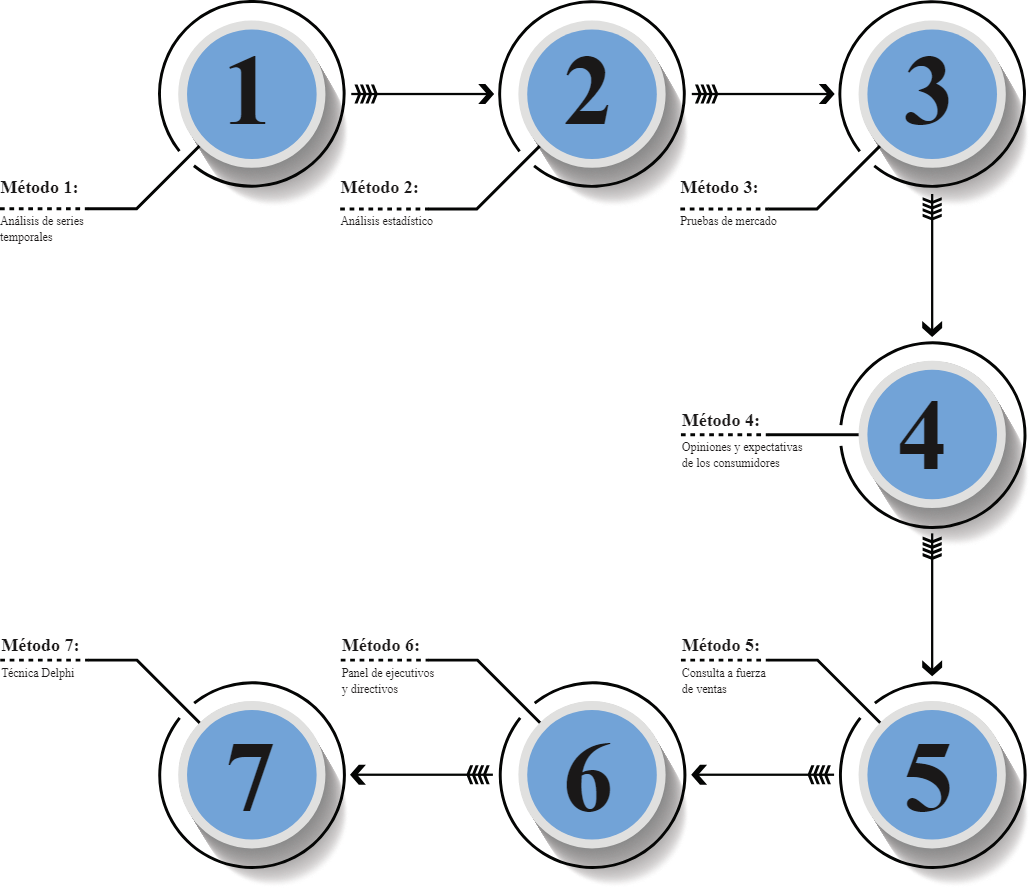 1
2
3
Método 1:
Análisis de series
temporales
Método 2:
Análisis estadístico
Método 3:
Pruebas de mercado
4
Método 4:
Opiniones y expectativas
de los consumidores
Método 7:
Técnica Delphi
Método 6:
Panel de ejecutivos
y directivos
Método 5:
Consulta a fuerza
de ventas
7
6
5